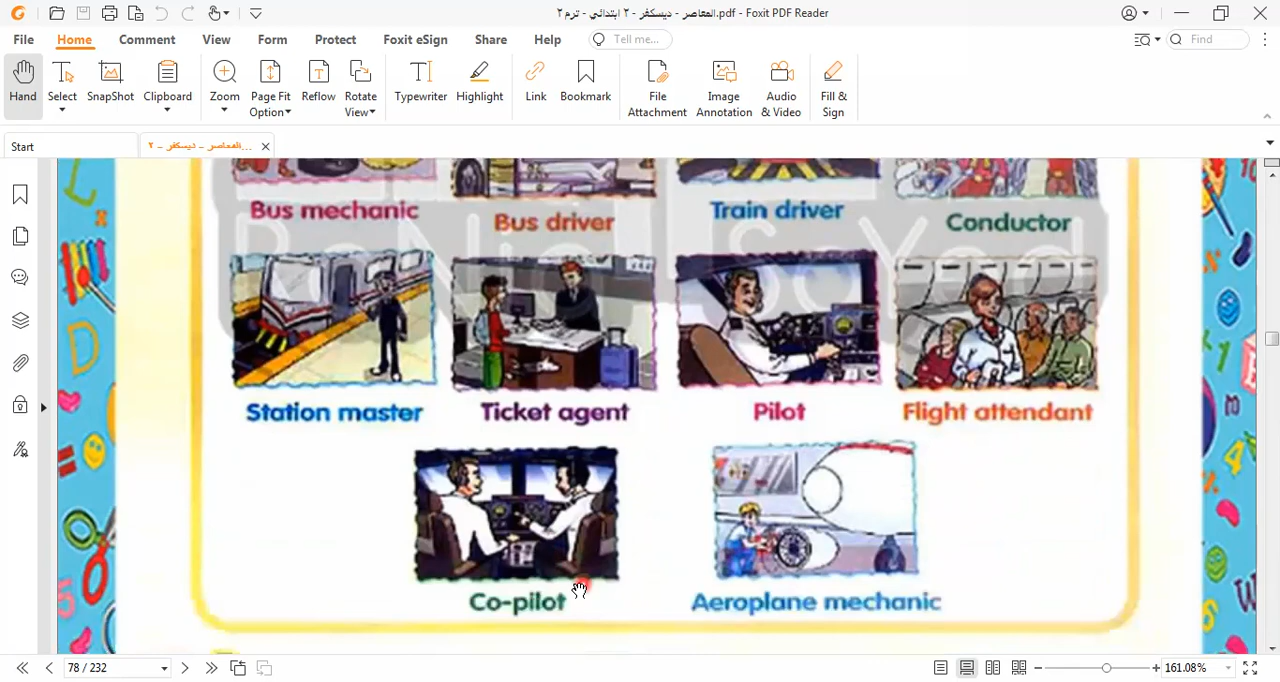 المعاصر - ديسكفر - ٢ ابتدائي - ترم٢.pdf - Foxit PDF Reader
File Home Comment View Form Protect Foxit eSign Share Help Tell me... Find
Hand Select SnapShot Clipboard Zoom Page Fit Option Reflow Rotate View Typewriter Highlight Link Bookmark File Attachment Image Annotation Audio & Video Fill & Sign
Start المعاصر - ديسكفر - ٢...
Bus mechanic Bus driver Train driver Conductor
Station master Ticket agent Pilot Flight attendant
Co-pilot Aeroplane mechanic
78 / 232 161.08%